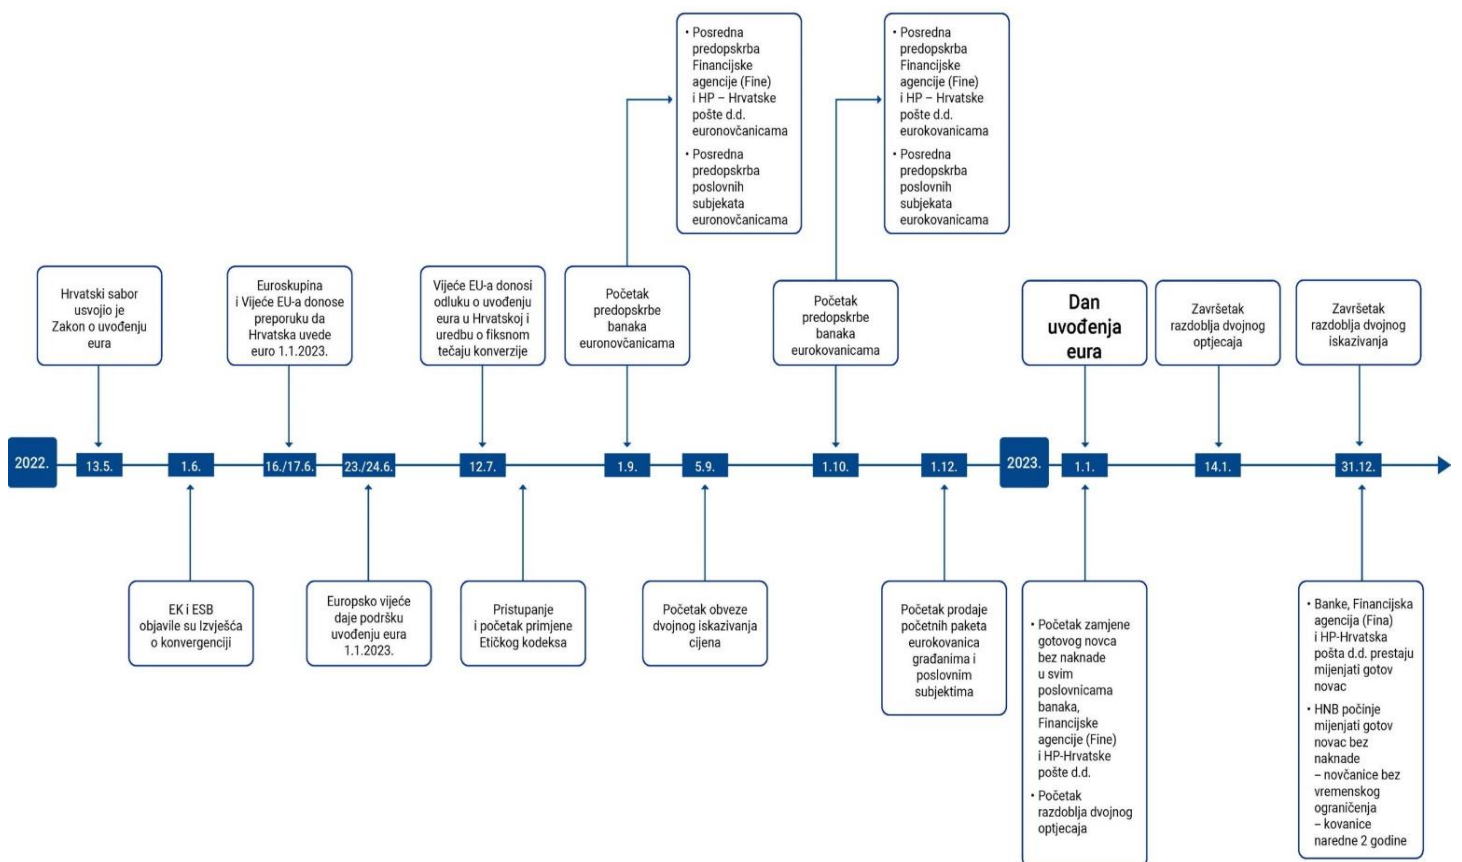 • Posredna
predopskrba
Financijske
agencije (Fine)
i HP – Hrvatske
pošte d.d.
euronovčanicama
• Posredna
predopskrba
poslovnih
subjekata
euronovčanicama
• Posredna
predopskrba
Financijske
agencije (Fine)
i HP – Hrvatske
pošte d.d.
eurokovanicama
• Posredna
predopskrba
poslovnih
subjekata
eurokovanicama
Hrvatski sabor
usvojio je
Zakon o uvođenju
eura
Euroskupina
i Vijeće EU-a donose
preporuku da
Hrvatska uvede
euro 1.1.2023.
Vijeće EU-a donosi
odluku o uvođenju
eura u Hrvatskoj i
uredbu o fiksnom
tečaju konverzije
Početak
predopskrbe
banaka
euronovčanicama
Početak
predopskrbe
banaka
eurokovanicama
Dan
uvođenja
eura
Završetak
razdoblja dvojnog
optjecaja
Završetak
razdoblja dvojnog
iskazivanja
2022.
13.5.
1.6.
16./17.6.
23./24.6.
12.7.
1.9.
5.9.
1.10.
1.12.
2023.
1.1.
14.1.
31.12.
EK i ESB
objavile su Izvješća
o konvergenciji
Europsko vijeće
daje podršku
uvođenju eura
1.1.2023.
Pristupanje
i početak primjene
Etičkog kodeksa
Početak obveze
dvojnog iskazivanja
cijena
Početak prodaje
početnih paketa
eurokovanica
građanima i
poslovnim
subjektima
• Početak zamjene
gotovog novca
bez naknade
u svim
poslovnicama
banaka,
Financijske
agencije (Fine)
i HP-Hrvatske
pošte d.d.
• Početak
razdoblja dvojnog
optjecaja
• Banke, Financijska
agencija (Fina)
i HP-Hrvatska
pošta d.d. prestaju
mijenjati gotov
novac
• HNB počinje
mijenjati gotov
novac bez
naknade
– novčanice bez
vremenskog
ograničenja
– kovanice
naredne 2 godine